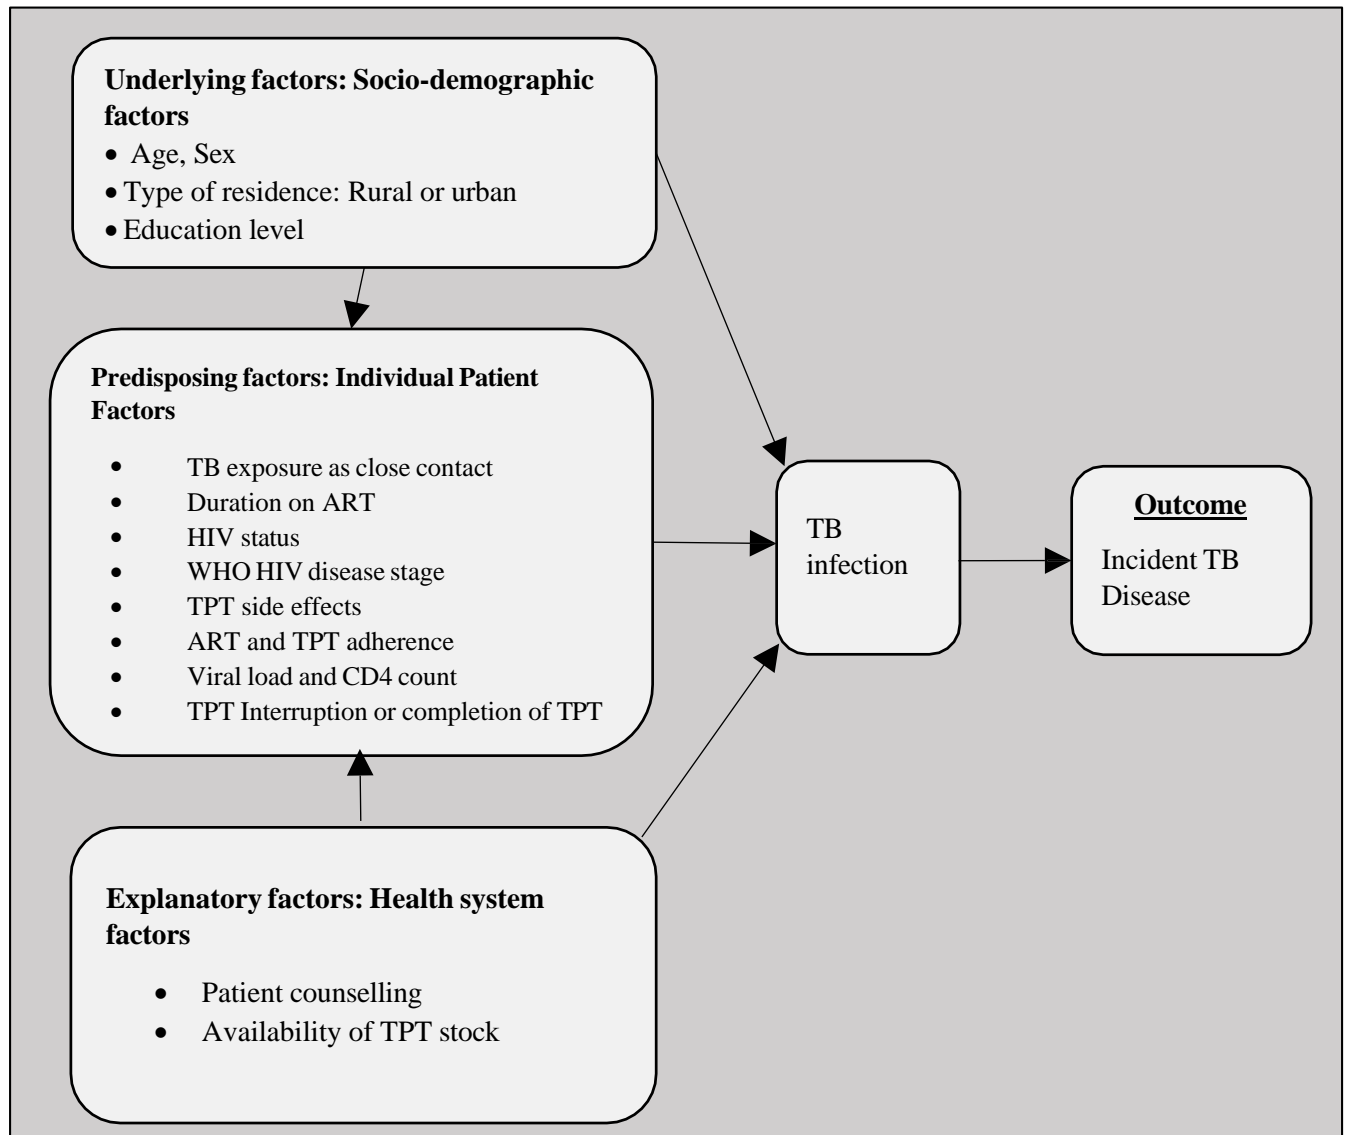 Underlying factors: Socio-demographic
factors
• Age, Sex
• Type of residence: Rural or urban
• Education level
Predisposing factors: Individual Patient
Factors
• TB exposure as close contact
• Duration on ART
• HIV status
• WHO HIV disease stage
• TPT side effects
• ART and TPT adherence
• Viral load and CD4 count
• TPT Interruption or completion of TPT
Explanatory factors: Health system
factors
• Patient counselling
• Availability of TPT stock
TB
infection
Outcome
Incident TB
Disease